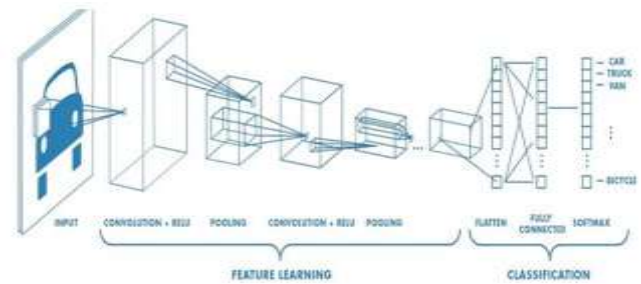 CAR
TRUCK
VAN
BICYCLE
INPUT CONVOLUTION + RELU POOLING CONVOLUTION + RELU POOLING FLATTEN FULLY CONNECTED SOFTMAX
FEATURE LEARNING CLASSIFICATION